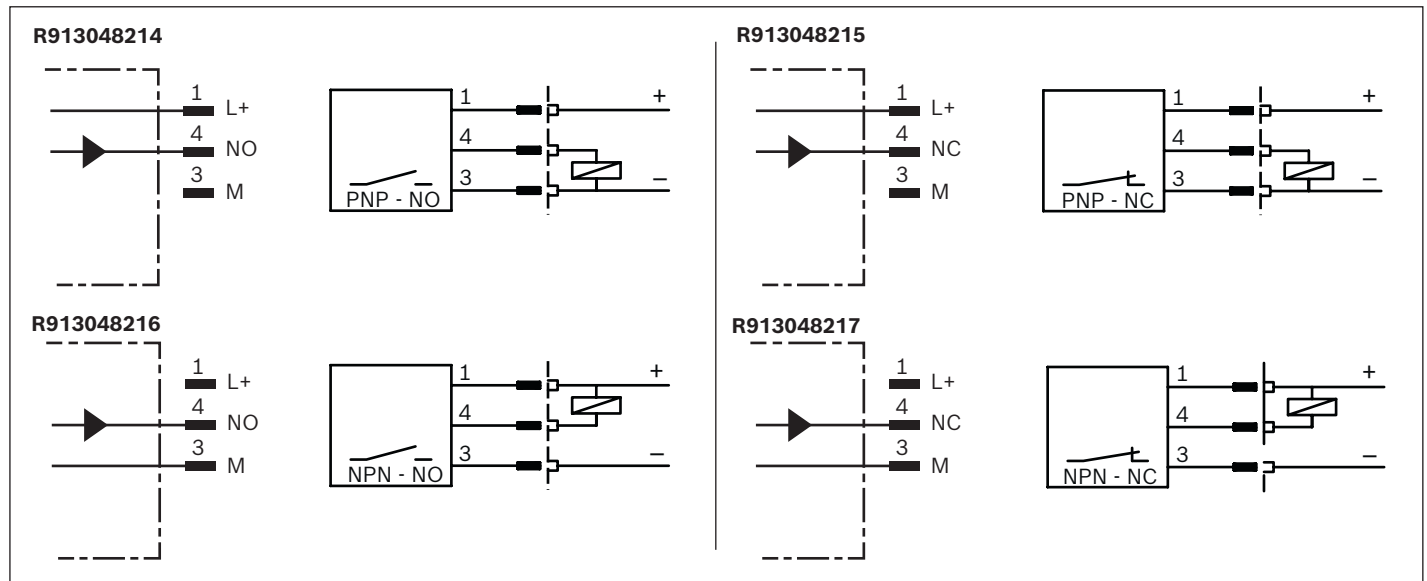 R913048214
1
L+
4
NO
3
M
1
+
4
3
–
PNP - NO
R913048215
1
L+
4
NC
3
M
1
+
4
3
–
PNP - NC
R913048216
1
L+
4
NO
3
M
1
+
4
3
–
NPN - NO
R913048217
1
L+
4
NC
3
M
1
+
4
3
–
NPN - NC